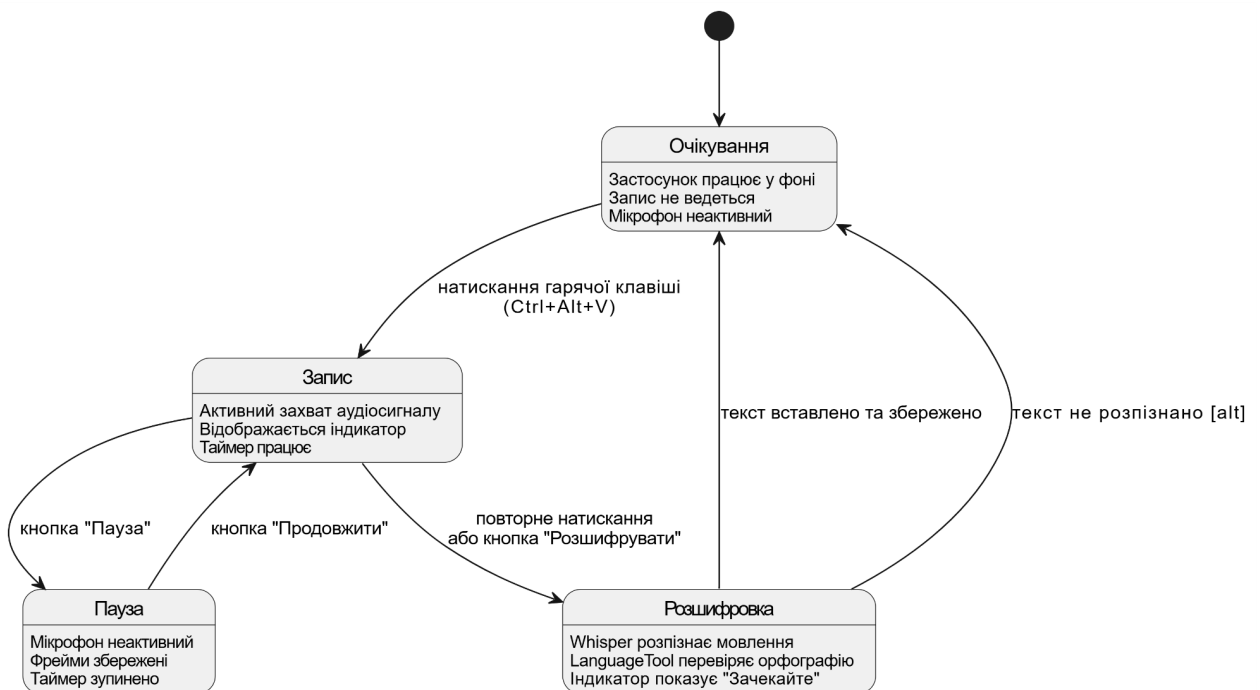 Очікування
Застосунок працює у фоні
Запис не ведеться
Мікрофон неактивний
натискання гарячої клавіші
(Ctrl+Alt+V)
Запис
Активний захват аудіосигналу
Відображається індикатор
Таймер працює
текст вставлено та збережено
текст не розпізнано [alt]
кнопка "Пауза"
кнопка "Продовжити"
повторне натискання
або кнопка "Розшифрувати"
Пауза
Мікрофон неактивний
Фрейми збережені
Таймер зупинено
Розшифровка
Whisper розпізнає мовлення
LanguageTool перевіряє орфографію
Індикатор показує "Зачекайте"